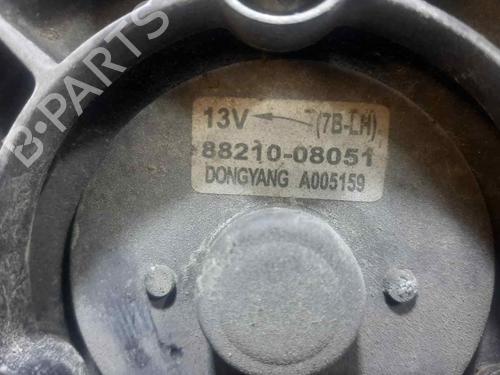 B-PARTS
13V (7B-LH)
88210-08051
DONGYANG A005159